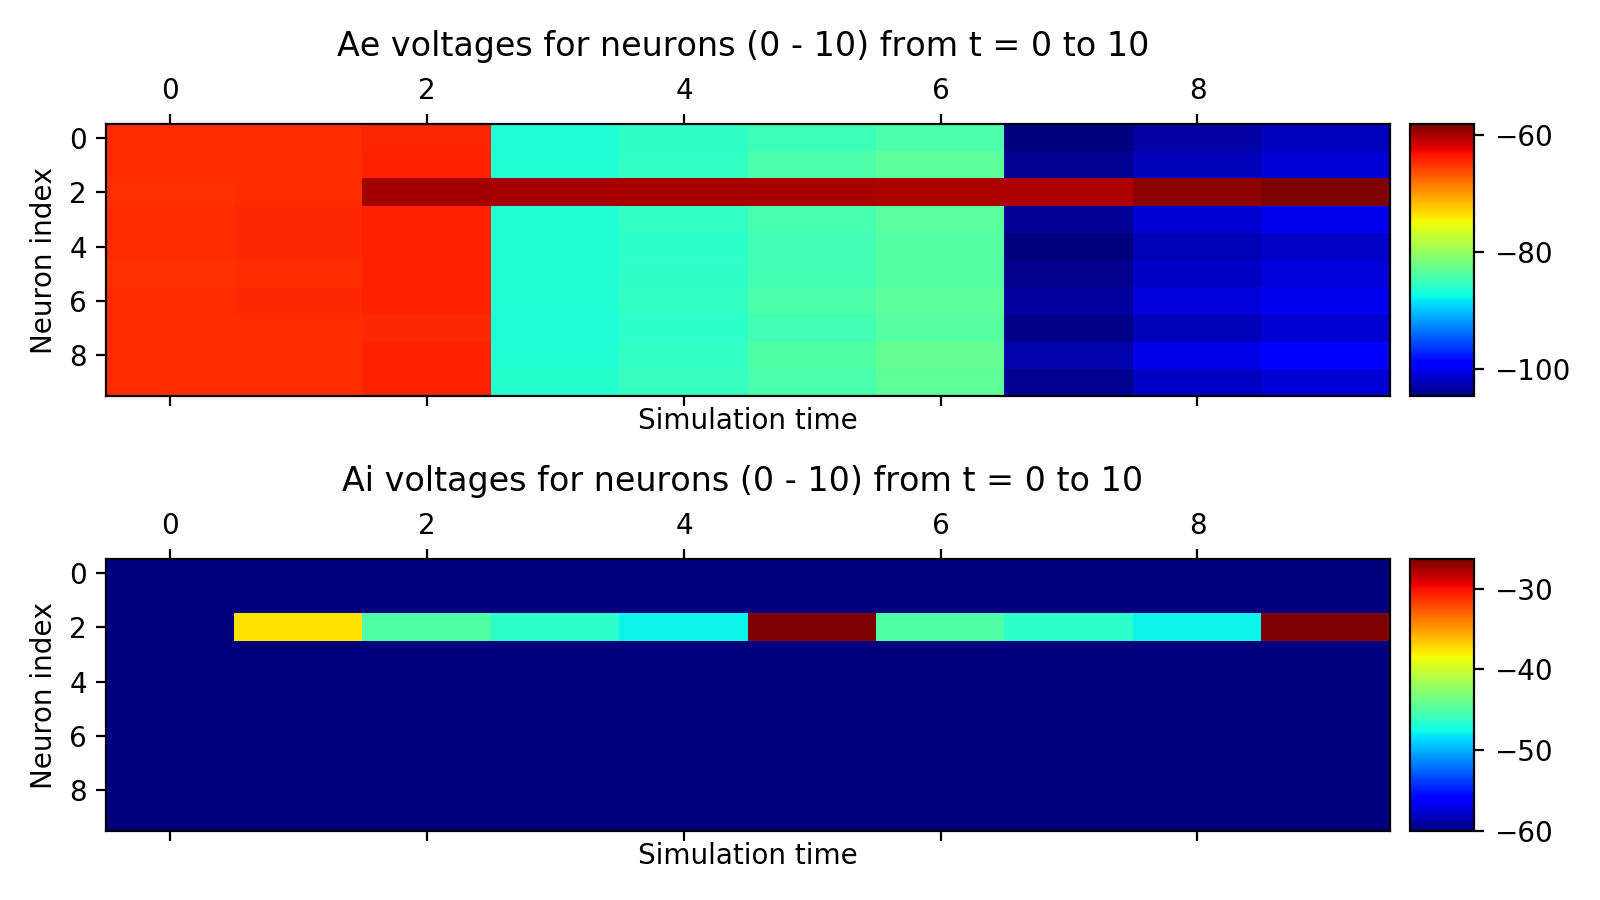 Ae voltages for neurons (0 - 10) from t = 0 to 10
0 2 4 6 8
Neuron index
0
2
4
6
8
−60
−80
−100
Simulation time
Ai voltages for neurons (0 - 10) from t = 0 to 10
0 2 4 6 8
Neuron index
0
2
4
6
8
−30
−40
−50
−60
Simulation time